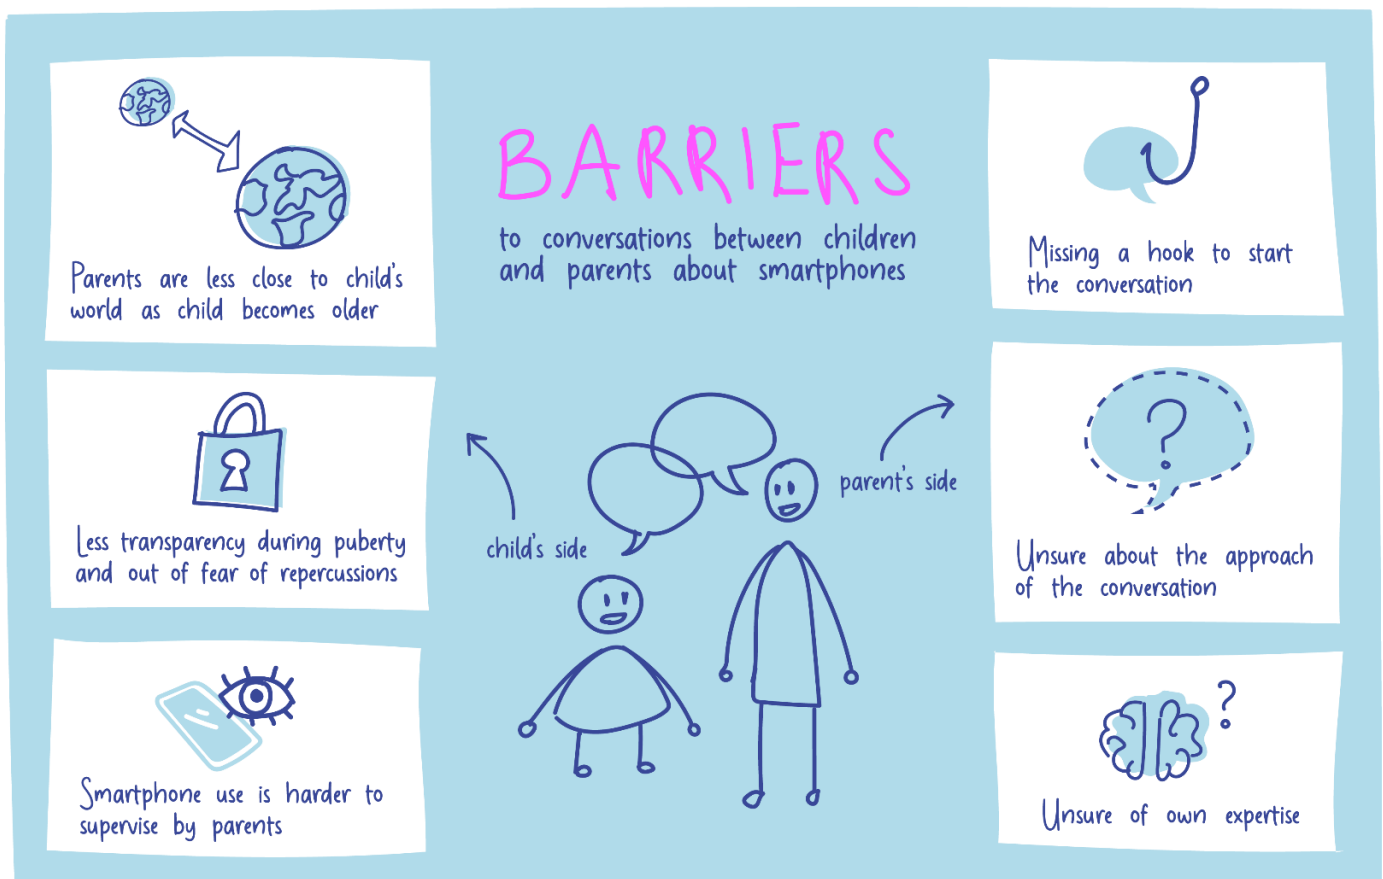 BARRIERS
to conversations between children
and parents about smartphones
Parents are less close to child's
world as child becomes older
Less transparency during puberty
and out of fear of repercussions
Smartphone use is harder to
supervise by parents
child's side
parent's side
Missing a hook to start
the conversation
?
Unsure about the approach
of the conversation
?
Unsure of own expertise